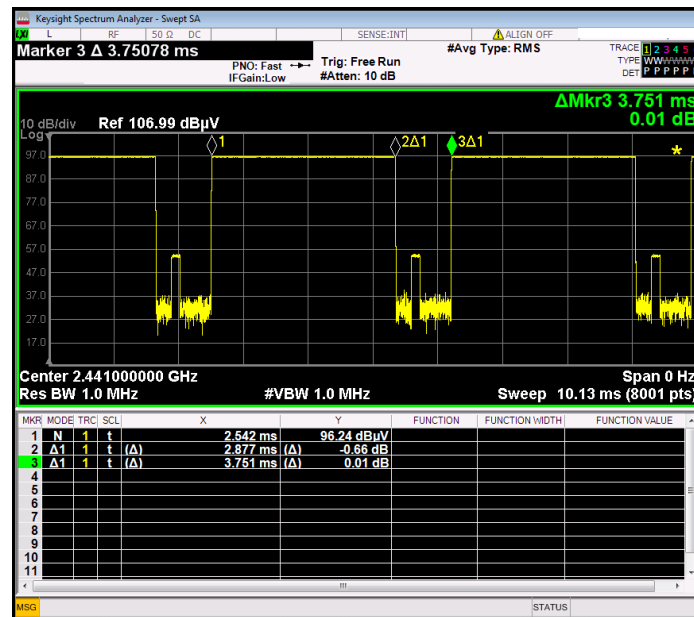 Keysight Spectrum Analyzer - Swept SA
LXI L RF 50 Ω DC SENSE:INT ALIGN OFF
Marker 3 Δ 3.75078 ms
PNO: Fast
IFGain:Low
Trig: Free Run
#Atten: 10 dB
#Avg Type: RMS
TRACE 1 2 3 4 5
TYPE WWWWWW
DET P P P P P
ΔMkr3 3.751 ms
0.01 dB
10 dB/div Ref 106.99 dBµV
Log
1 2Δ1 3Δ1 *
97.0
87.0
77.0
67.0
57.0
47.0
37.0
27.0
17.0
Center 2.441000000 GHz Span 0 Hz
Res BW 1.0 MHz #VBW 1.0 MHz Sweep 10.13 ms (8001 pts)
MKR MODE TRC SCL X Y FUNCTION FUNCTION WIDTH FUNCTION VALUE
1 N 1 t 2.542 ms 96.24 dBµV
2 Δ1 1 t (Δ) 2.877 ms (Δ) -0.66 dB
3 Δ1 1 t (Δ) 3.751 ms (Δ) 0.01 dB
4
5
6
7
8
9
10
11
MSG STATUS